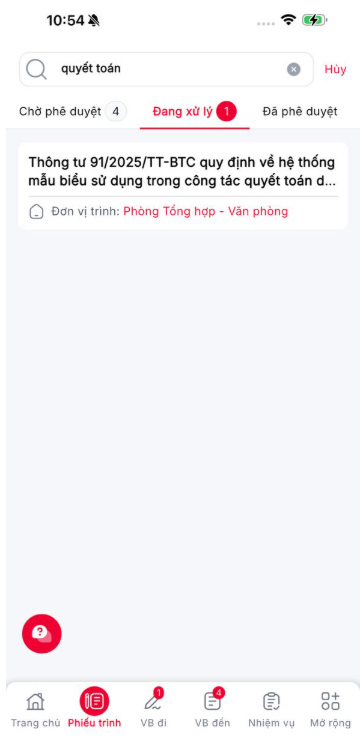 10:54
quyết toán
Hủy
Chờ phê duyệt 4
Đang xử lý 1
Đã phê duyệt
Thông tư 91/2025/TT-BTC quy định về hệ thống
mẫu biểu sử dụng trong công tác quyết toán d...
Đơn vị trình: Phòng Tổng hợp - Văn phòng
1
4
Trang chủ
Phiếu trình
VB đi
VB đến
Nhiệm vụ
Mở rộng